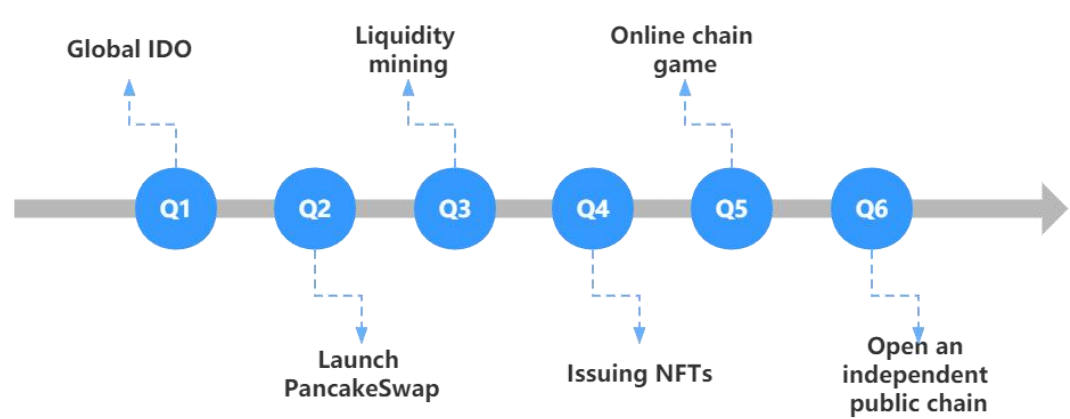 Global IDO
Liquidity
mining
Online chain
game
Q1
Q2
Q3
Q4
Q5
Q6
Launch
PancakeSwap
Issuing NFTs
Open an
independent
public chain